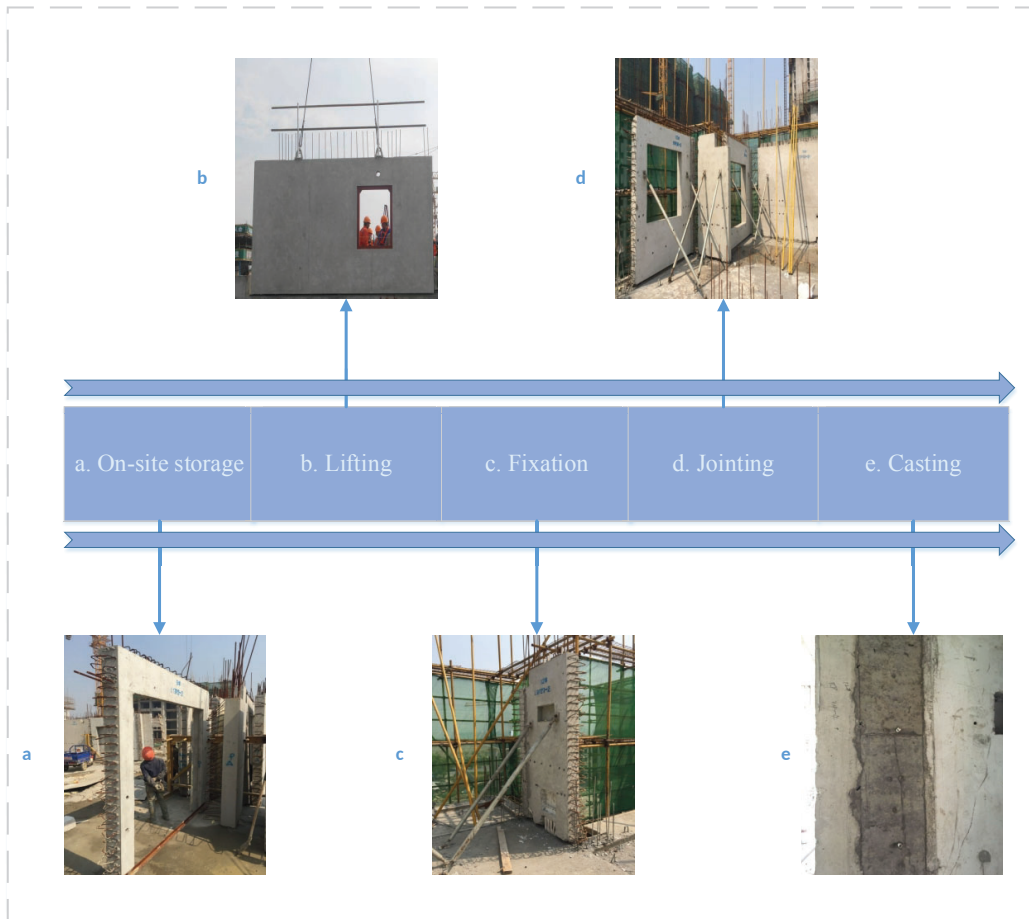 b
d
a. On-site storage
b. Lifting
c. Fixation
d. Jointing
e. Casting
a
c
e